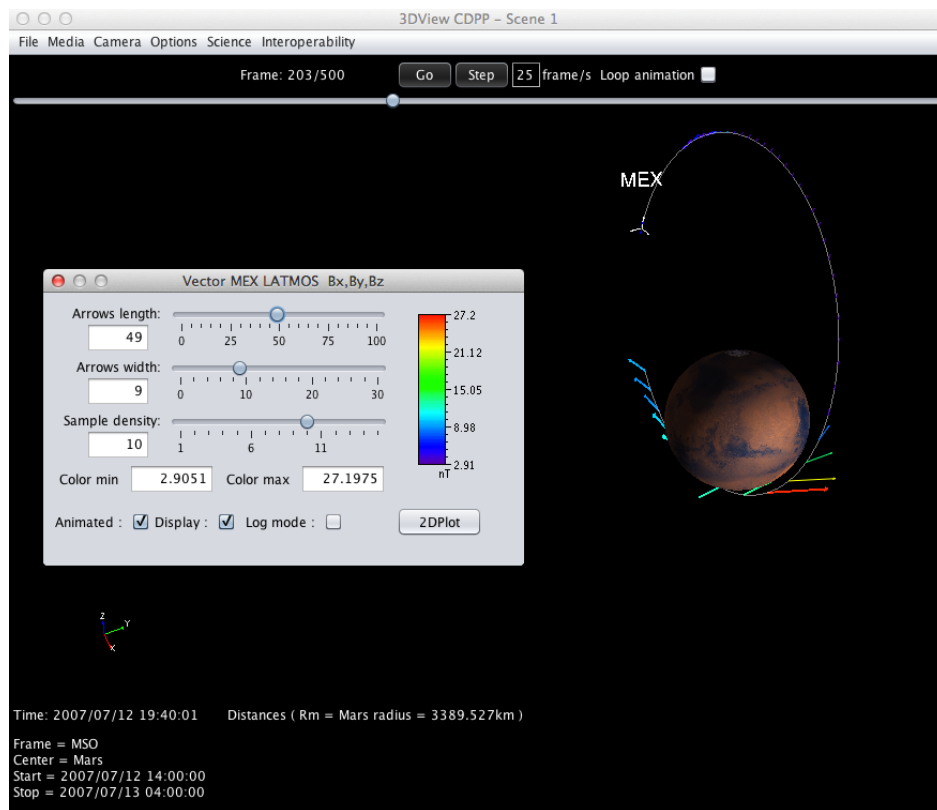 3DView CDPP – Scene 1
File Media Camera Options Science Interoperability
Frame: 203/500 Go Step 25 frame/s Loop animation
MEX
Vector MEX LATMOS Bx,By,Bz
Arrows length:
49
0 25 50 75 100
Arrows width:
9
0 10 20 30
Sample density:
10
1 6 11
27.2
21.12
15.05
8.98
2.91
nT
Color min 2.9051 Color max 27.1975
Animated : Display : Log mode : 2DPlot
Z
Y
X
Time: 2007/07/12 19:40:01 Distances ( Rm = Mars radius = 3389.527km )
Frame = MSO
Center = Mars
Start = 2007/07/12 14:00:00
Stop = 2007/07/13 04:00:00